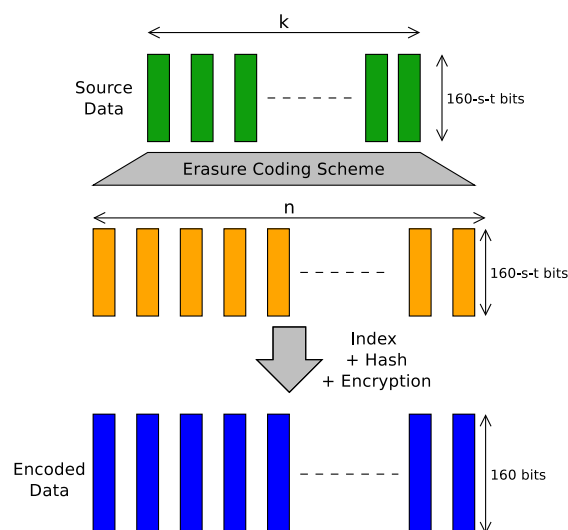 k
Source
Data
160-s-t bits
Erasure Coding Scheme
n
160-s-t bits
Index
+ Hash
+ Encryption
Encoded
Data
160 bits